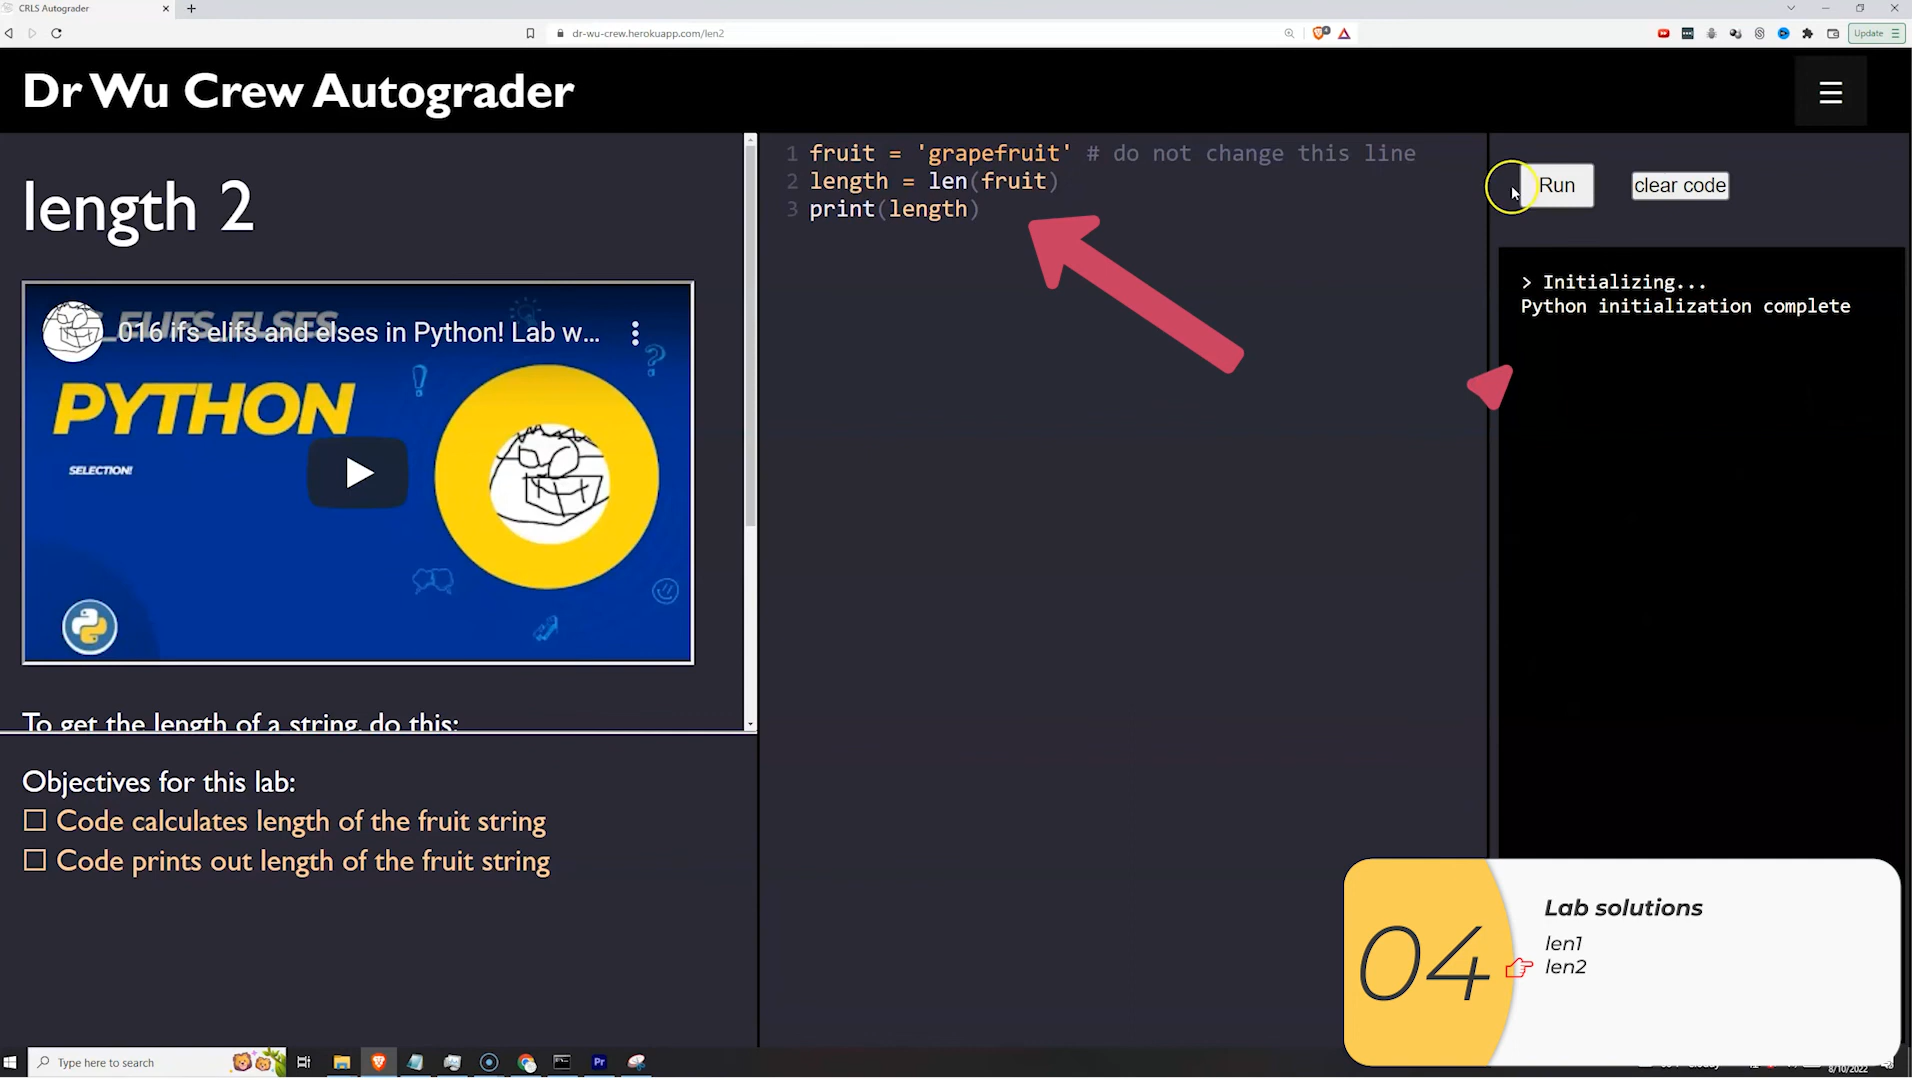 CRLS Autograder
dr-wu-crew.herokuapp.com/len2
Update
Dr Wu Crew Autograder
length 2
016 ifs elifs and elses in Python! Lab w...
PYTHON
SELECTION!
To get the length of a string, do this:
Objectives for this lab:
Code calculates length of the fruit string
Code prints out length of the fruit string
1 fruit = 'grapefruit' # do not change this line
2 length = len(fruit)
3 print(length)
Run
clear code
> Initializing...
Python initialization complete
04
Lab solutions
len1
len2
Type here to search
Pr
8/10/2022